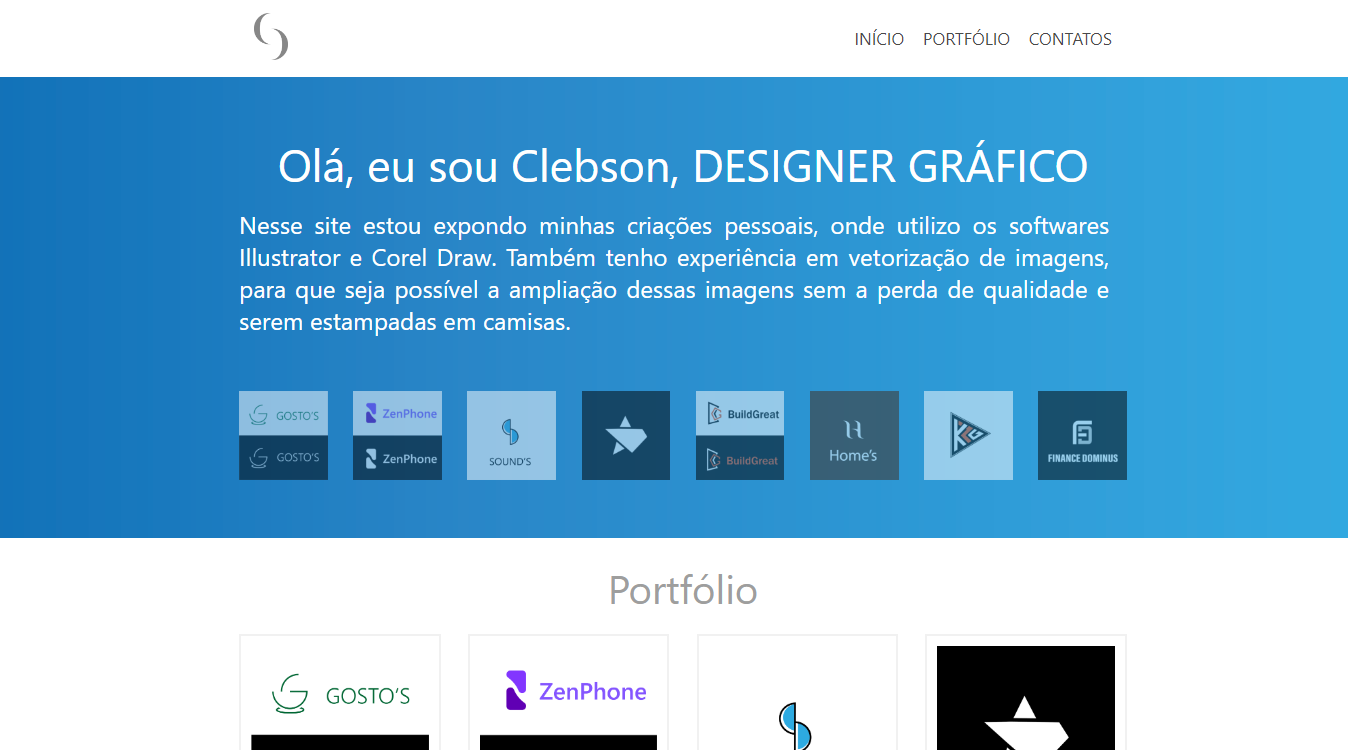 INÍCIO PORTFÓLIO CONTATOS
Olá, eu sou Clebson, DESIGNER GRÁFICO
Nesse site estou expondo minhas criações pessoais, onde utilizo os softwares
Illustrator e Corel Draw. Também tenho experiência em vetorização de imagens,
para que seja possível a ampliação dessas imagens sem a perda de qualidade e
serem estampadas em camisas.
GOSTO'S
GOSTO'S
ZenPhone
ZenPhone
SOUND'S
BuildGreat
BuildGreat
Home's
KG
FINANCE DOMINUS
Portfólio
GOSTO'S
ZenPhone